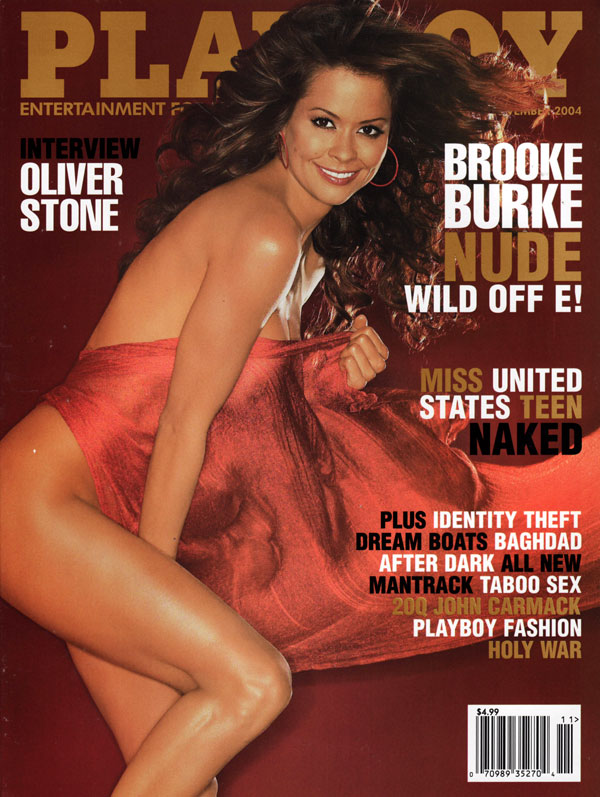 PLAYBOY
ENTERTAINMENT
2004
INTERVIEW
OLIVER
STONE
BROOKE
BURKE
NUDE
WILD OFF E!
MISS UNITED
STATES TEEN
NAKED
PLUS IDENTITY THEFT
DREAM BOATS BAGHDAD
AFTER DARK ALL NEW
MANTRACK TABOO SEX
20Q JOHN CARMACK
PLAYBOY FASHION
HOLY WAR
$4.99
11>
0 70989 35270 4